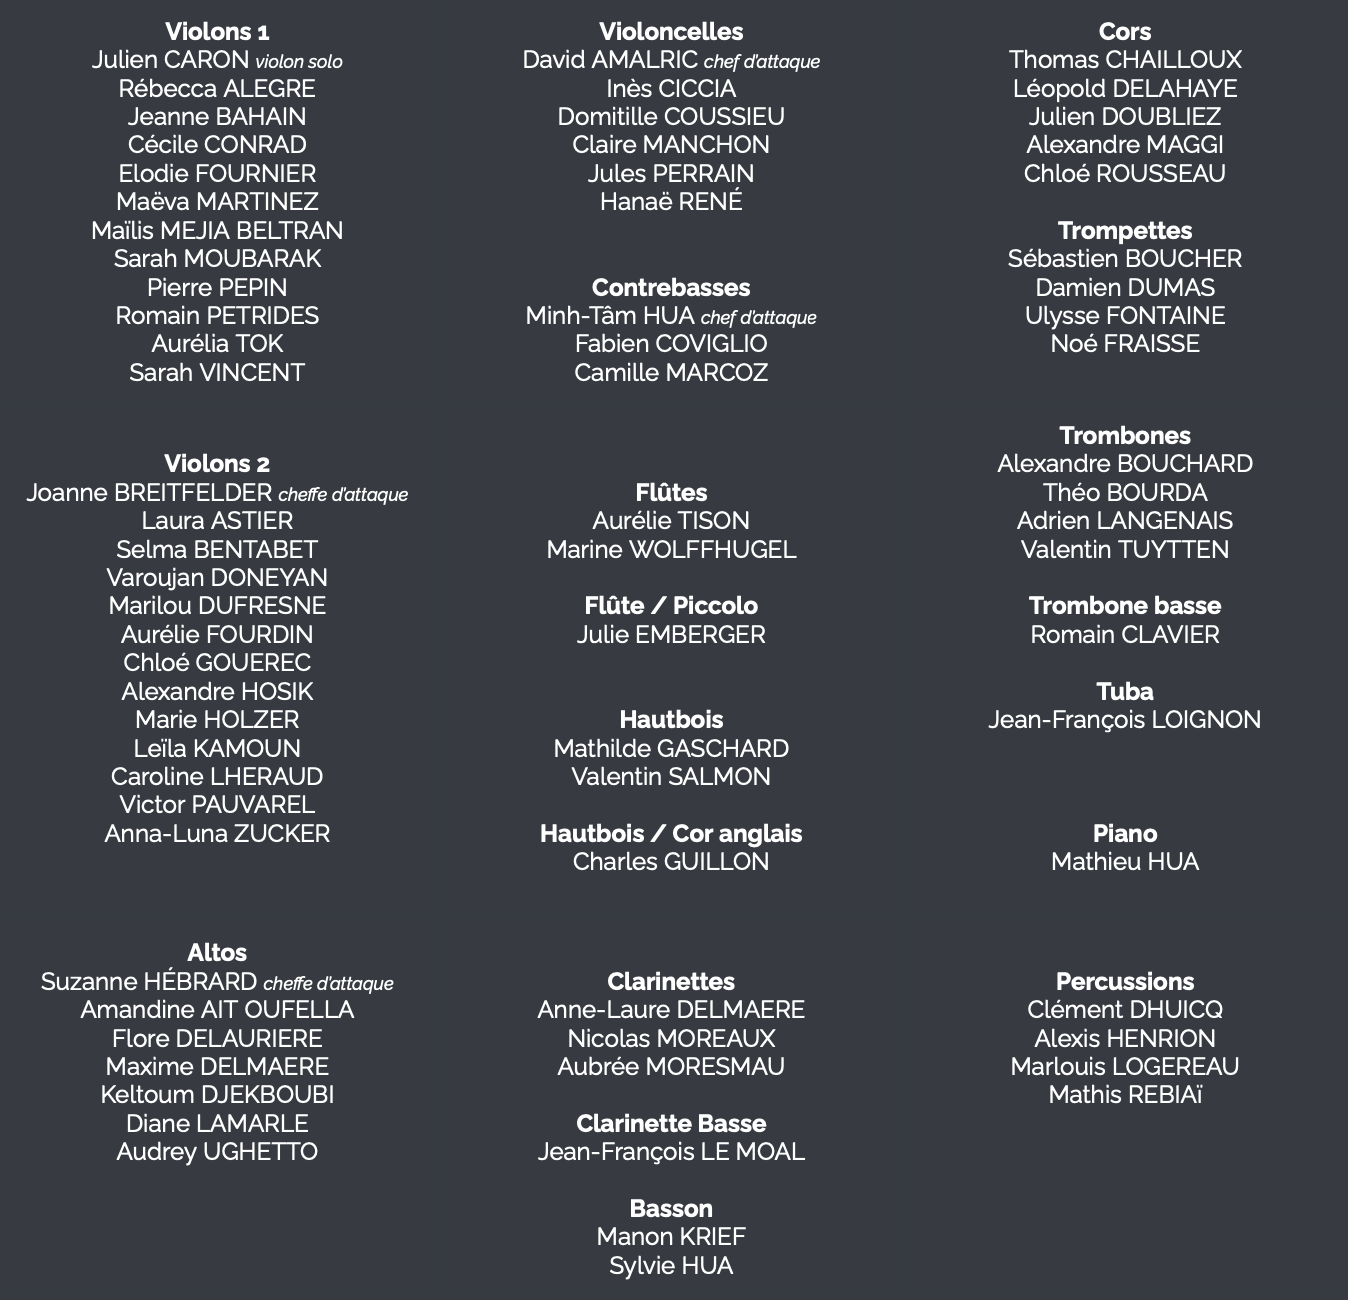 Violons 1
Julien CARON violon solo
Rébecca ALEGRE
Jeanne BAHAIN
Cécile CONRAD
Elodie FOURNIER
Maëva MARTINEZ
Maïlis MEJIA BELTRAN
Sarah MOUBARAK
Pierre PEPIN
Romain PETRIDES
Aurélia TOK
Sarah VINCENT
Violons 2
Joanne BREITFELDER cheffe d'attaque
Laura ASTIER
Selma BENTABET
Varoujan DONEYAN
Marilou DUFRESNE
Aurélie FOURDIN
Chloé GOUEREC
Alexandre HOSIK
Marie HOLZER
Leïla KAMOUN
Caroline LHERAUD
Victor PAUVAREL
Anna-Luna ZUCKER
Altos
Suzanne HÉBRARD cheffe d'attaque
Amandine AIT OUFELLA
Flore DELAURIERE
Maxime DELMAERE
Keltoum DJEKBOUBI
Diane LAMARLE
Audrey UGHETTO
Violoncelles
David AMALRIC chef d'attaque
Inès CICCIA
Domitille COUSSIEU
Claire MANCHON
Jules PERRAIN
Hanaë RENÉ
Contrebasses
Minh-Tâm HUA chef d'attaque
Fabien COVIGLIO
Camille MARCOZ
Flûtes
Aurélie TISON
Marine WOLFFHUGEL
Flûte / Piccolo
Julie EMBERGER
Hautbois
Mathilde GASCHARD
Valentin SALMON
Hautbois / Cor anglais
Charles GUILLON
Clarinettes
Anne-Laure DELMAERE
Nicolas MOREAUX
Aubrée MORESMAU
Clarinette Basse
Jean-François LE MOAL
Basson
Manon KRIEF
Sylvie HUA
Cors
Thomas CHAILLOUX
Léopold DELAHAYE
Julien DOUBLIEZ
Alexandre MAGGI
Chloé ROUSSEAU
Trompettes
Sébastien BOUCHER
Damien DUMAS
Ulysse FONTAINE
Noé FRAISSE
Trombones
Alexandre BOUCHARD
Théo BOURDA
Adrien LANGENAIS
Valentin TUYTTEN
Trombone basse
Romain CLAVIER
Tuba
Jean-François LOIGNON
Piano
Mathieu HUA
Percussions
Clément DHUICQ
Alexis HENRION
Marlouis LOGEREAU
Mathis REBIAï